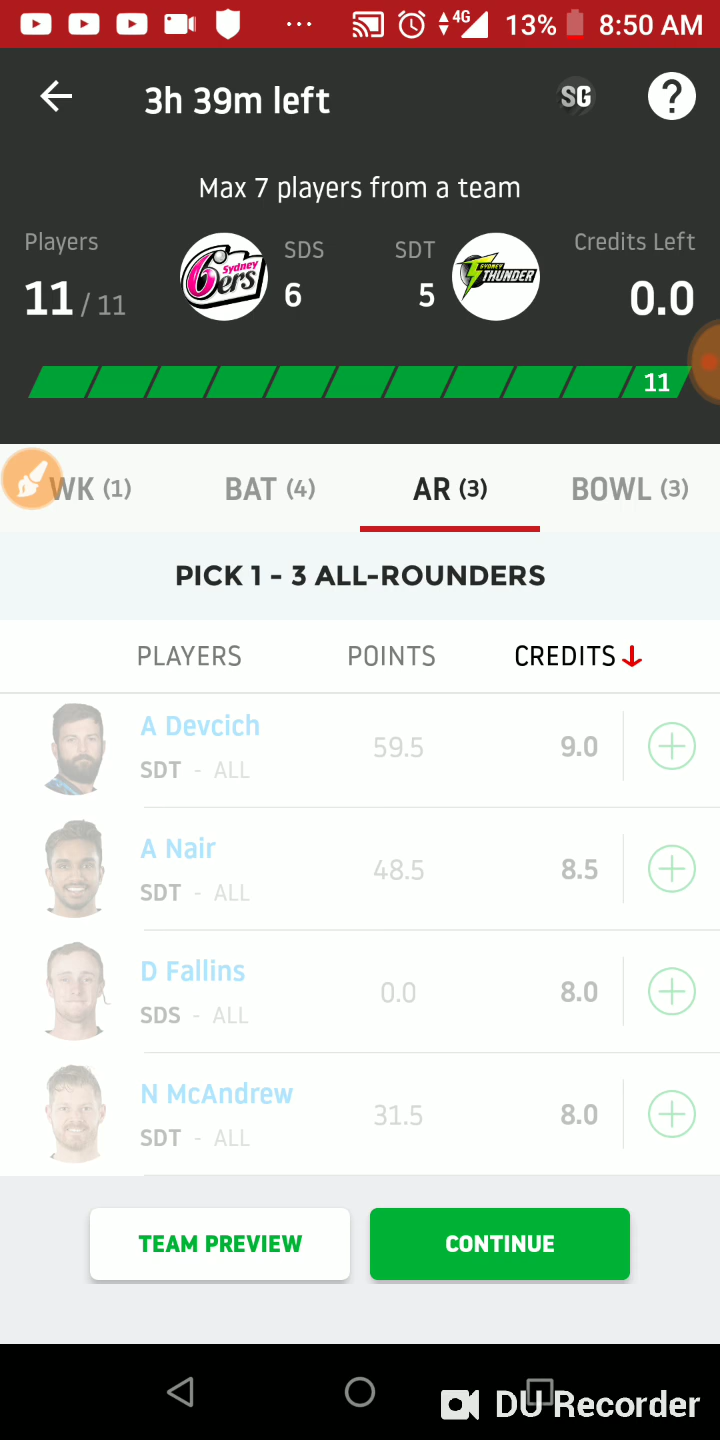 4G 13% 8:50 AM
3h 39m left SG ?
Max 7 players from a team
Players SDS SDT Credits Left
11 / 11 6 5 0.0
Sydney 6ers
SYDNEY THUNDER
11
WK (1) BAT (4) AR (3) BOWL (3)
PICK 1 - 3 ALL-ROUNDERS
PLAYERS POINTS CREDITS
A Devcich 59.5 9.0
SDT - ALL
A Nair 48.5 8.5
SDT - ALL
D Fallins 0.0 8.0
SDS - ALL
N McAndrew 31.5 8.0
SDT - ALL
TEAM PREVIEW CONTINUE
DU Recorder